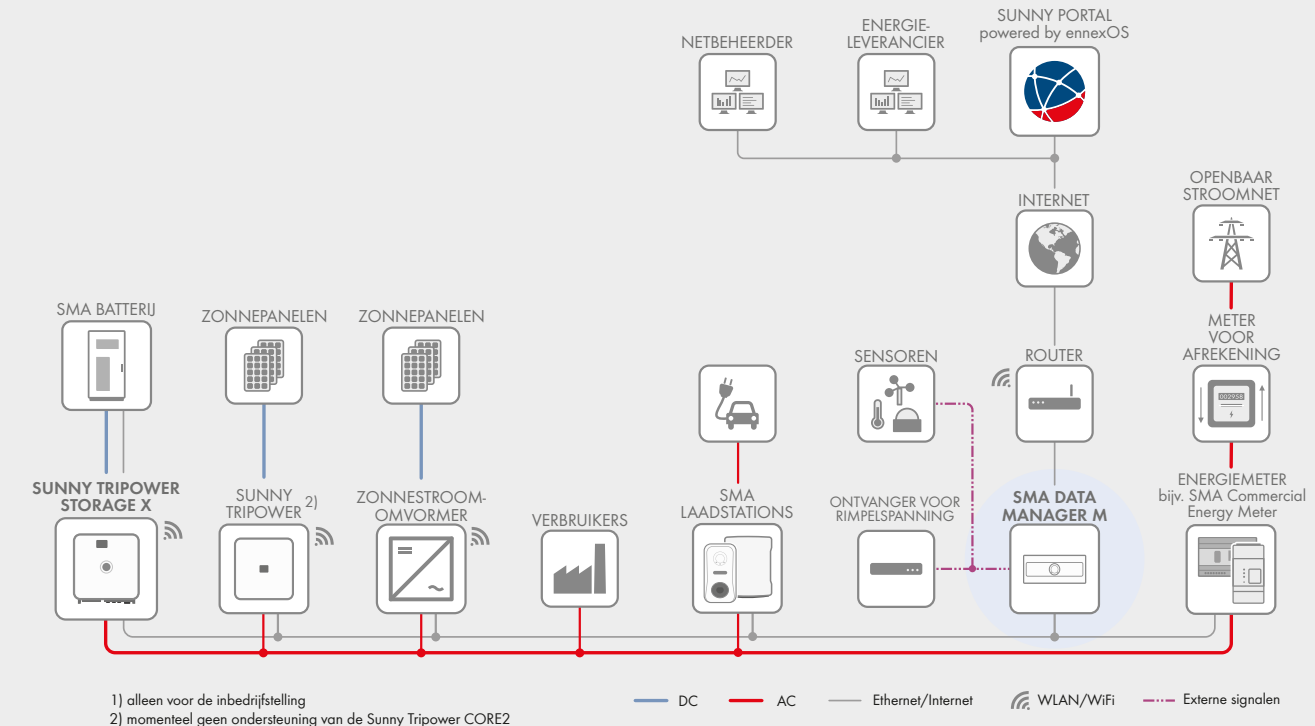 SUNNY PORTAL
powered by ennexOS
ENERGIE-
LEVERANCIER
NETBEHEERDER
OPENBAAR
STROOMNET
INTERNET
SMA BATTERIJ
ZONNEPANELEN
ZONNEPANELEN
METER
VOOR
AFREKENING
SENSOREN
ROUTER
002958
SUNNY TRIPOWER
STORAGE X
SUNNY
TRIPOWER 2)
ZONNESTROOM-
OMVORMER
VERBRUIKERS
SMA
LAADSTATIONS
ONTVANGER VOOR
RIMPELSPANNING
SMA DATA
MANAGER M
ENERGIEMETER
bijv. SMA Commercial
Energy Meter
1) alleen voor de inbedrijfstelling
2) momenteel geen ondersteuning van de Sunny Tripower CORE2
DC
AC
Ethernet/Internet
WLAN/WiFi
Externe signalen